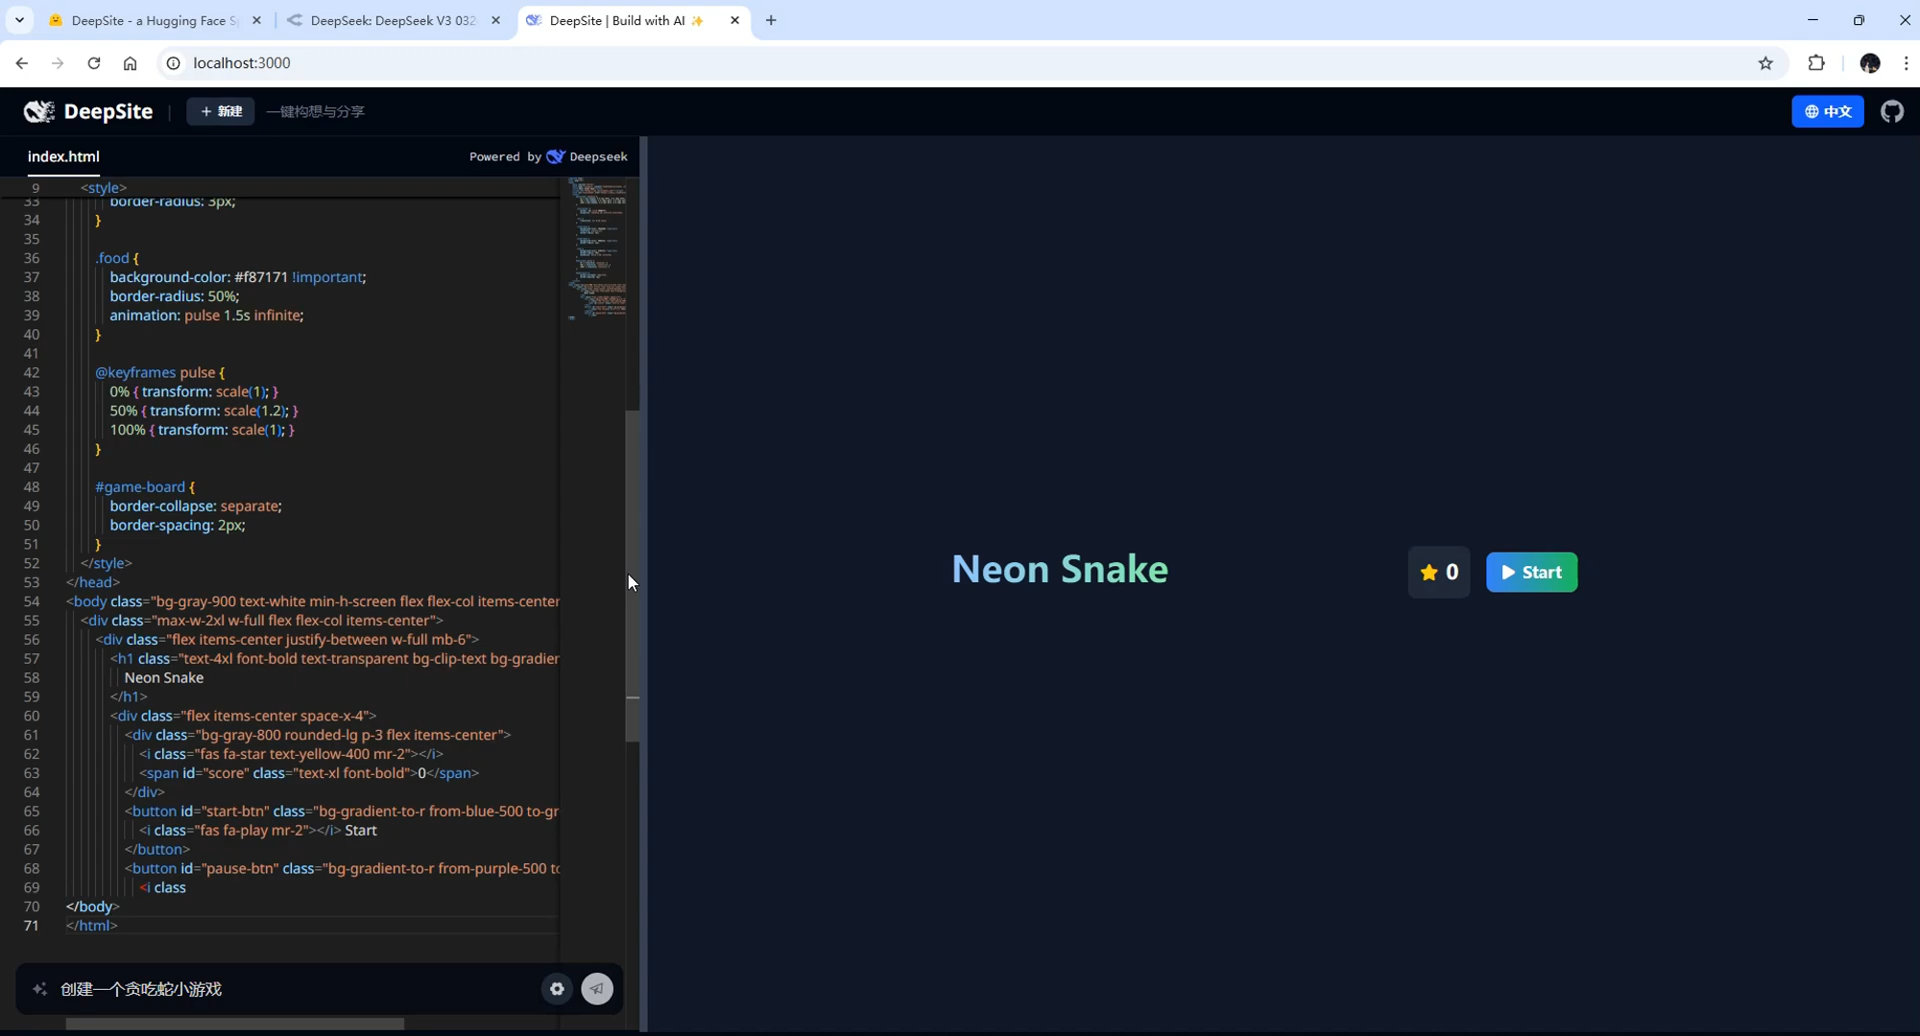 DeepSite - a Hugging Face S
DeepSeek: DeepSeek V3 032
DeepSite | Build with AI ✨
localhost:3000
DeepSite
+ 新建
一键构想与分享
中文
index.html
Powered by Deepseek
9 <style>
33 border-radius: 3px;
34 }
35
36 .food {
37 background-color: #f87171 !important;
38 border-radius: 50%;
39 animation: pulse 1.5s infinite;
40 }
41
42 @keyframes pulse {
43 0% { transform: scale(1); }
44 50% { transform: scale(1.2); }
45 100% { transform: scale(1); }
46 }
47
48 #game-board {
49 border-collapse: separate;
50 border-spacing: 2px;
51 }
52 </style>
53 </head>
54 <body class="bg-gray-900 text-white min-h-screen flex flex-col items-center
55 <div class="max-w-2xl w-full flex flex-col items-center">
56 <div class="flex items-center justify-between w-full mb-6">
57 <h1 class="text-4xl font-bold text-transparent bg-clip-text bg-gradien
58 Neon Snake
59 </h1>
60 <div class="flex items-center space-x-4">
61 <div class="bg-gray-800 rounded-lg p-3 flex items-center">
62 <i class="fas fa-star text-yellow-400 mr-2"></i>
63 <span id="score" class="text-xl font-bold">0</span>
64 </div>
65 <button id="start-btn" class="bg-gradient-to-r from-blue-500 to-gr
66 <i class="fas fa-play mr-2"></i> Start
67 </button>
68 <button id="pause-btn" class="bg-gradient-to-r from-purple-500 to
69 <i class
70 </body>
71 </html>
创建一个贪吃蛇小游戏
Neon Snake
0
Start